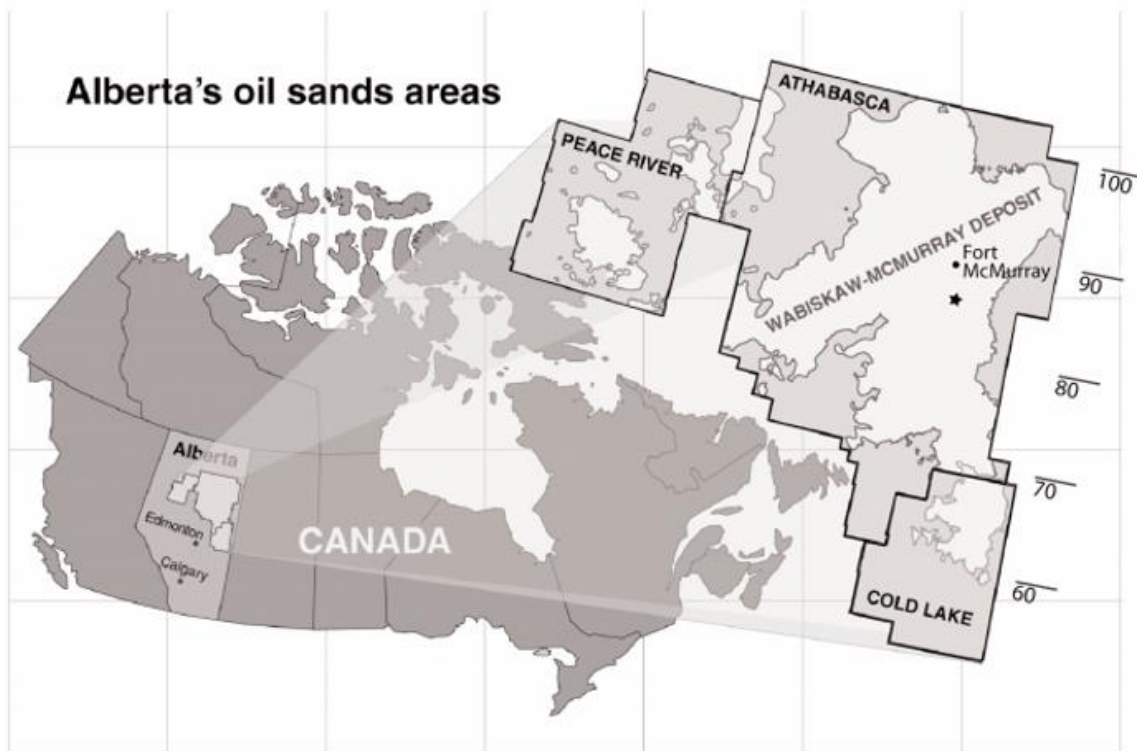 Alberta's oil sands areas
ATHABASCA
PEACE RIVER
100
WABISKAW-MCMURRAY DEPOSIT
Fort
McMurray
90
80
Alberta
70
Edmonton
CANADA
Calgary
60
COLD LAKE